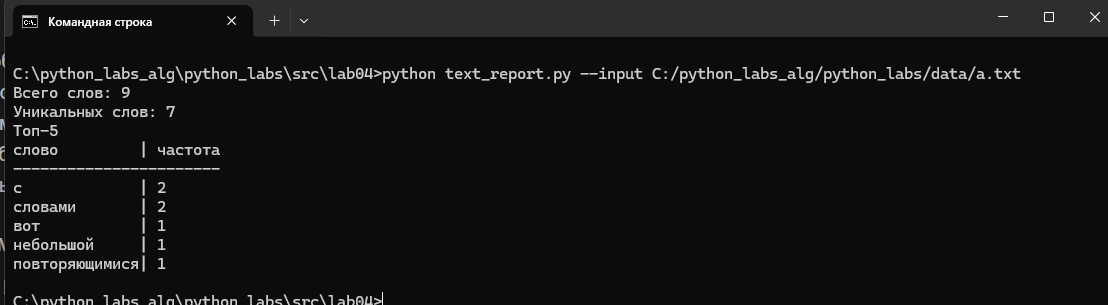 Командная строка
C:\python_labs_alg\python_labs\src\lab04>python text_report.py --input C:/python_labs_alg/python_labs/data/a.txt
Всего слов: 9
Уникальных слов: 7
Топ-5
слово | частота
-----------------------
с | 2
словами | 2
вот | 1
небольшой | 1
повторяющимися| 1
C:\python_labs_alg\python_labs\src\lab04>